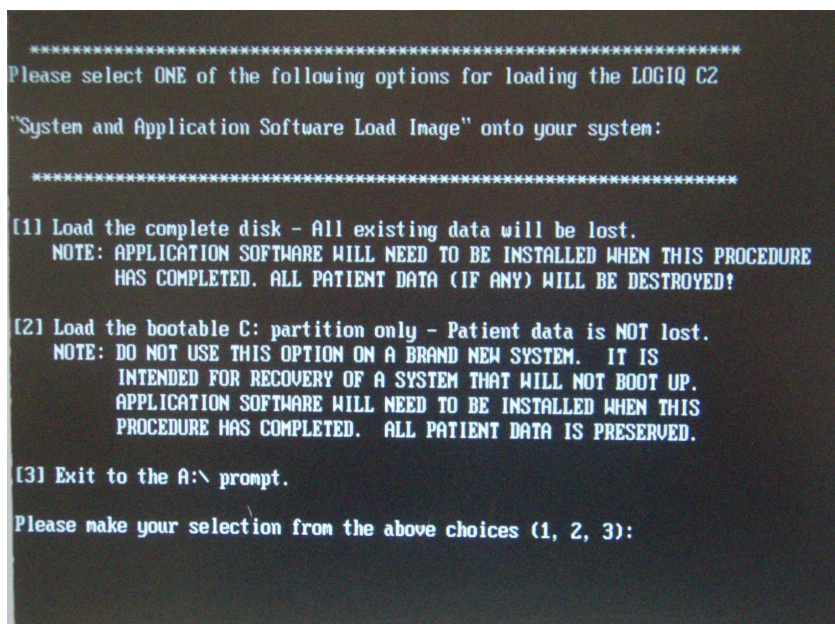 ********************************************************************
Please select ONE of the following options for loading the LOGIQ C2
"System and Application Software Load Image" onto your system:
********************************************************************
[1] Load the complete disk - All existing data will be lost.
NOTE: APPLICATION SOFTWARE WILL NEED TO BE INSTALLED WHEN THIS PROCEDURE
HAS COMPLETED. ALL PATIENT DATA (IF ANY) WILL BE DESTROYED!
[2] Load the bootable C: partition only - Patient data is NOT lost.
NOTE: DO NOT USE THIS OPTION ON A BRAND NEW SYSTEM. IT IS
INTENDED FOR RECOVERY OF A SYSTEM THAT WILL NOT BOOT UP.
APPLICATION SOFTWARE WILL NEED TO BE INSTALLED WHEN THIS
PROCEDURE HAS COMPLETED. ALL PATIENT DATA IS PRESERVED.
[3] Exit to the A:\ prompt.
Please make your selection from the above choices (1, 2, 3):